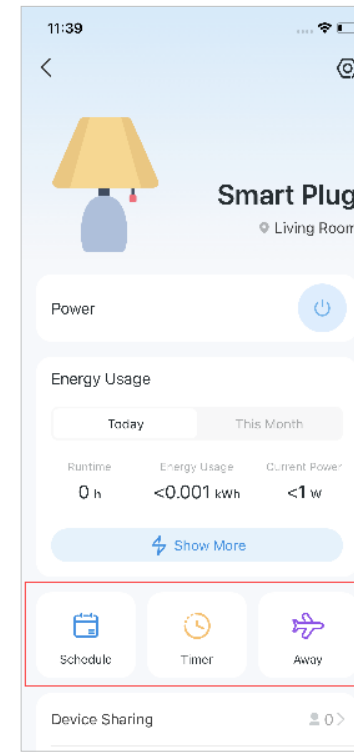 11:39
Smart Plug
Living Room
Power
Energy Usage
Today This Month
Runtime Energy Usage Current Power
0 h <0.001 kWh <1 w
Show More
Schedule Timer Away
Device Sharing 0